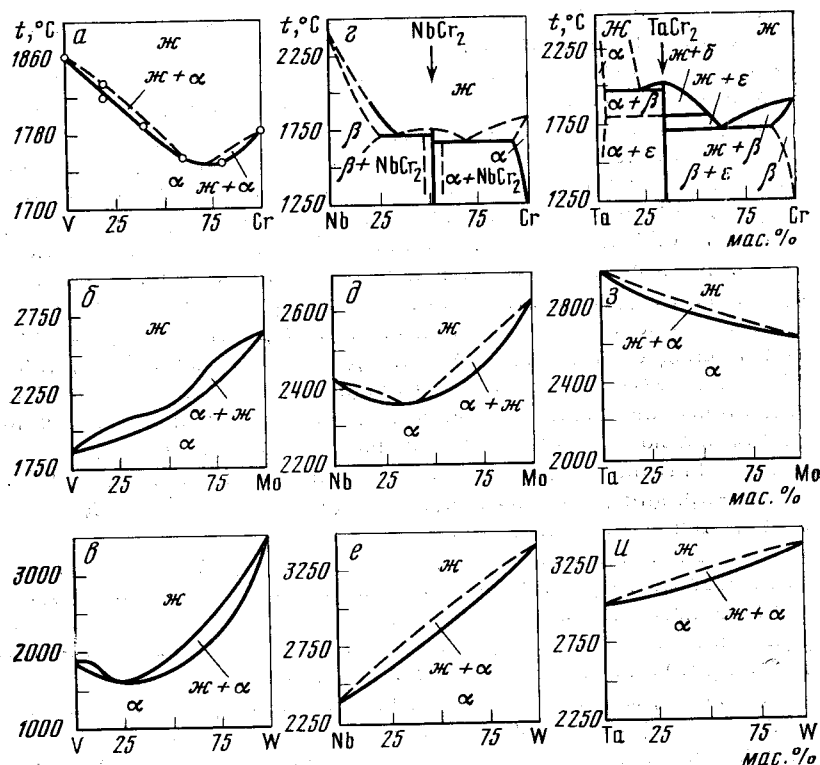 t,°C
1860
1780
1700
а
ж
ж + α
α
ж + α
V
25
75
Cr
t,°C
2250
1750
1250
г
NbCr₂
ж
β
β + NbCr₂
α
α + NbCr₂
Nb
25
75
Cr
t,°C
2250
1750
1250
Ж
+
α
TaCr₂
ж + δ
ж
ж + ε
α + β
α + ε
ж + β
β + ε
β
Ta
25
75
Cr
мас. %
2750
2250
1750
б
ж
α + ж
α
V
25
75
Mo
2600
2400
2200
д
ж
α + ж
α
Nb
25
75
Mo
2800
2400
2000
з
ж
ж + α
α
Ta
25
75
Mo
мас. %
3000
2000
1000
в
ж
ж + α
α
V
25
75
W
3250
2750
2250
е
ж
ж + α
α
Nb
25
75
W
3250
2750
2250
и
ж
ж + α
α
Ta
25
75
W
мас. %